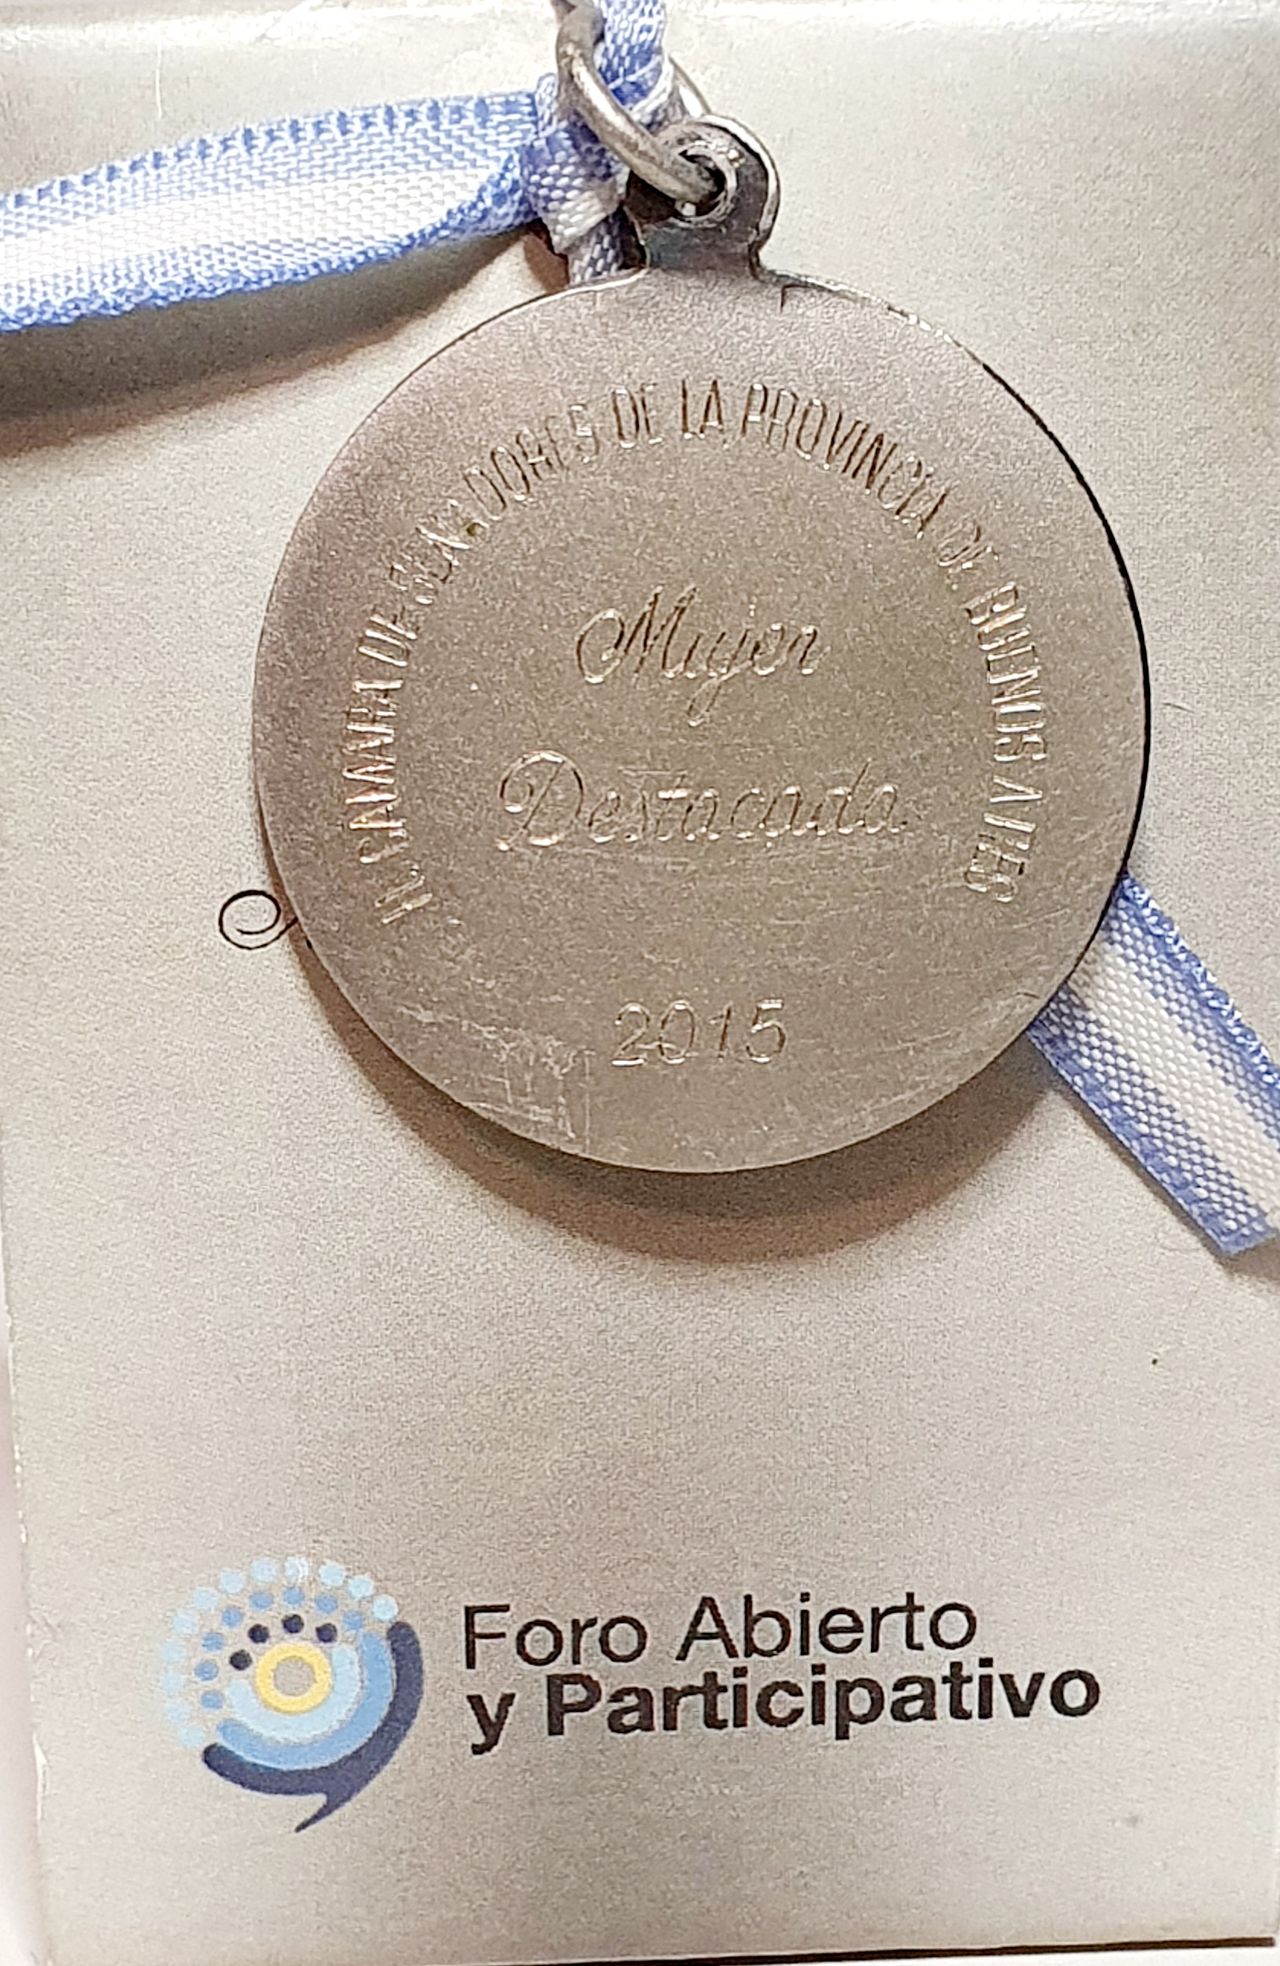 H. CAMARA DE SENADORES DE LA PROVINCIA DE BUENOS AIRES
Mujer
Destacada
2015
Foro Abierto
y Participativo